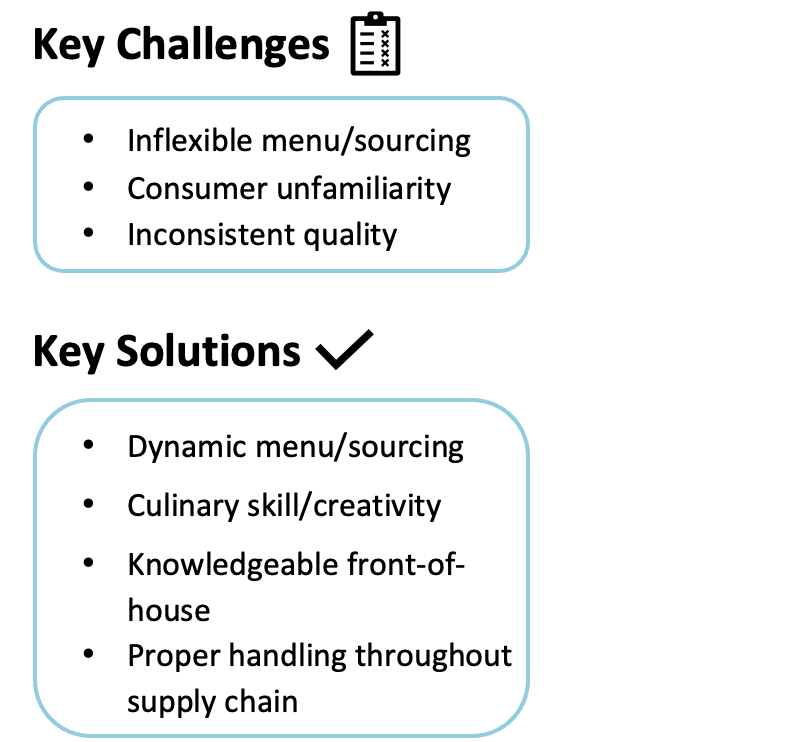 Key Challenges
• Inflexible menu/sourcing
• Consumer unfamiliarity
• Inconsistent quality
Key Solutions
• Dynamic menu/sourcing
• Culinary skill/creativity
• Knowledgeable front-of-
house
• Proper handling throughout
supply chain